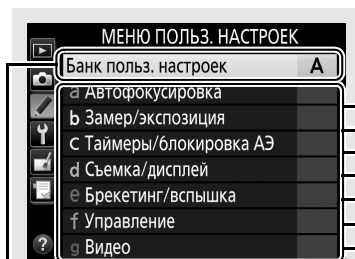 МЕНЮ ПОЛЬЗ. НАСТРОЕК
Банк польз. настроек A
a Автофокусировка
b Замер/экспозиция
c Таймеры/блокировка АЭ
d Съемка/дисплей
e Брекетинг/вспышка
f Управление
? g Видео